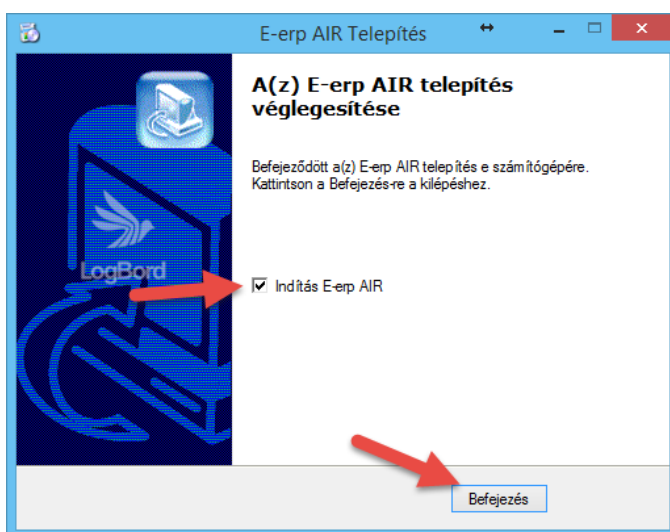 E-erp AIR Telepítés
A(z) E-erp AIR telepítés
véglegesítése
Befejeződött a(z) E-erp AIR telepítés e számítógépére.
Kattintson a Befejezés-re a kilépéshez.
LogBord
Indítás E-erp AIR
Befejezés